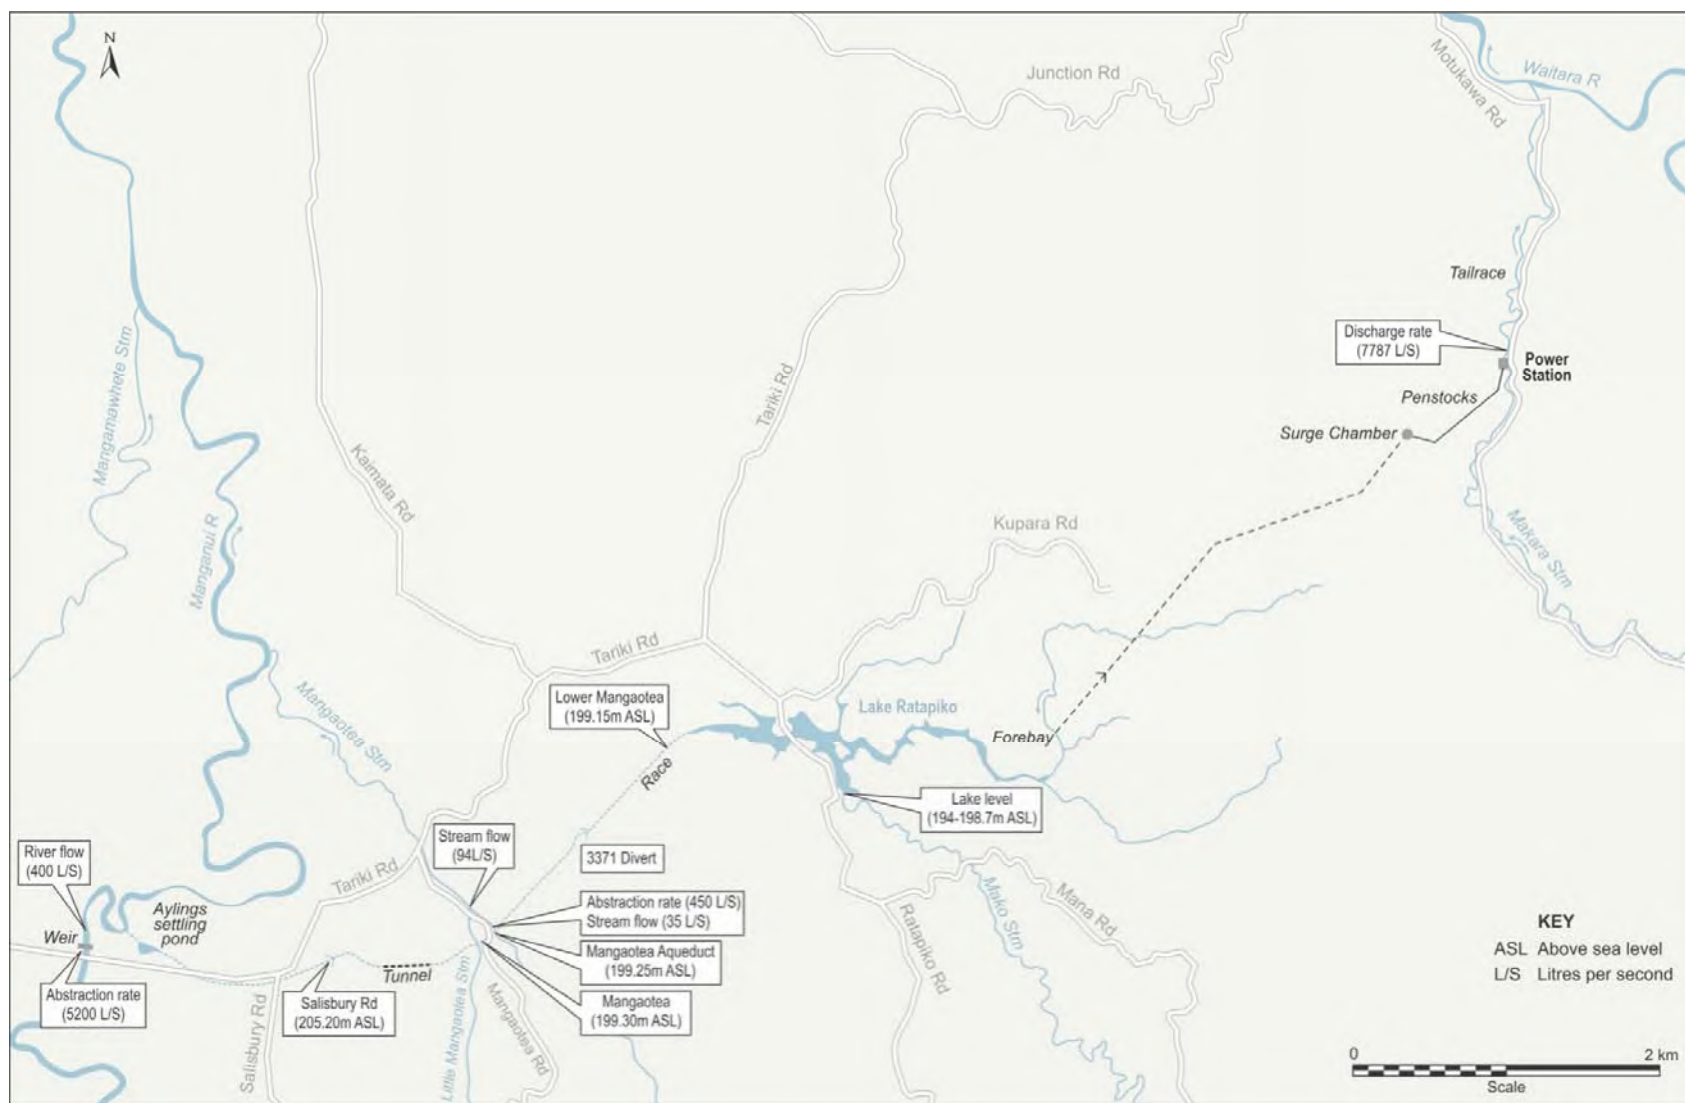 N
Junction Rd
Motukawa Rd
Waitara R
Tailrace
Discharge rate
(7787 L/S)
Power
Station
Penstocks
Surge Chamber
Mangamawhete Stm
Tariki Rd
Kaimata Rd
Kupara Rd
Makara Stm
Manganui R
Tariki Rd
Mangaotea Stm
Lower Mangaotea
(199.15m ASL)
Lake Ratapiko
Forebay
Race
Lake level
(194-198.7m ASL)
Stream flow
(94L/S)
3371 Divert
River flow
(400 L/S)
Tariki Rd
Aylings
settling
pond
Weir
Abstraction rate (450 L/S)
Stream flow (35 L/S)
Mangaotea Aqueduct
(199.25m ASL)
Mangaotea
(199.30m ASL)
Tunnel
Abstraction rate
(5200 L/S)
Salisbury Rd
(205.20m ASL)
Salisbury Rd
Little Mangaotea Stm
Mangaotea Rd
Ratapiko Rd
Mako Stm
Mana Rd
KEY
ASL Above sea level
L/S Litres per second
0 2 km
Scale